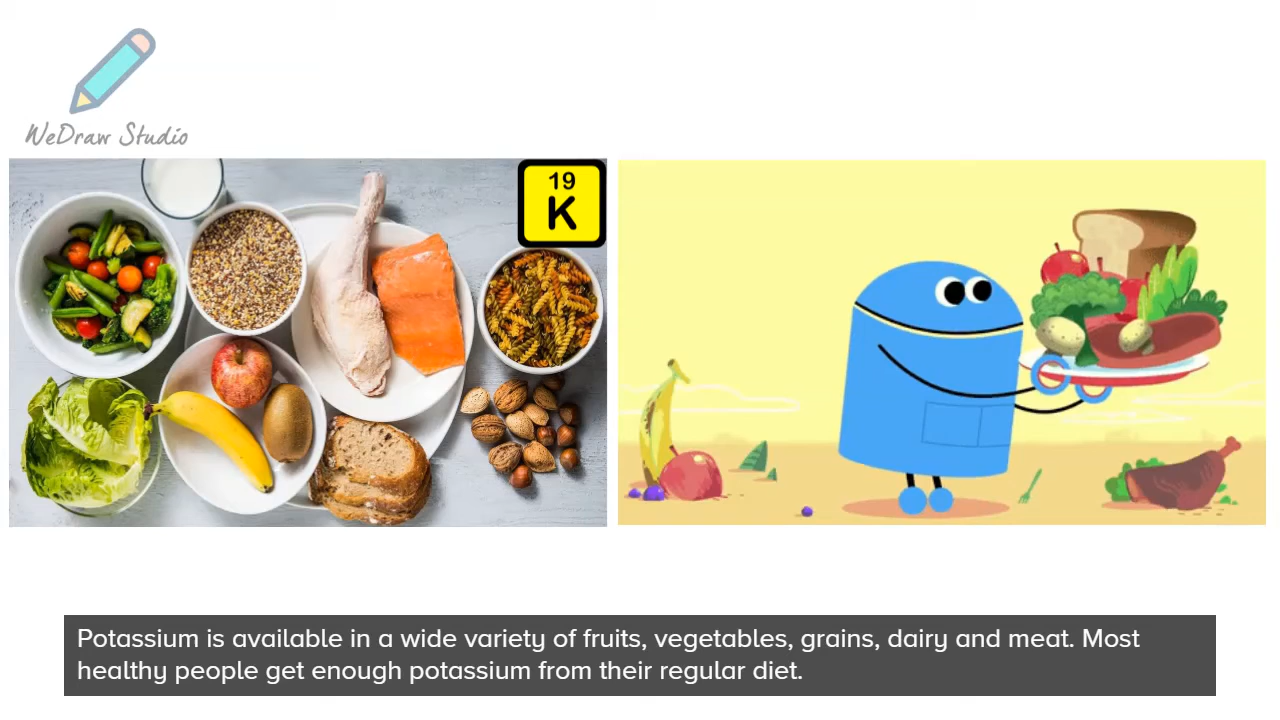 WeDraw Studio
19
K
Potassium is available in a wide variety of fruits, vegetables, grains, dairy and meat. Most
healthy people get enough potassium from their regular diet.